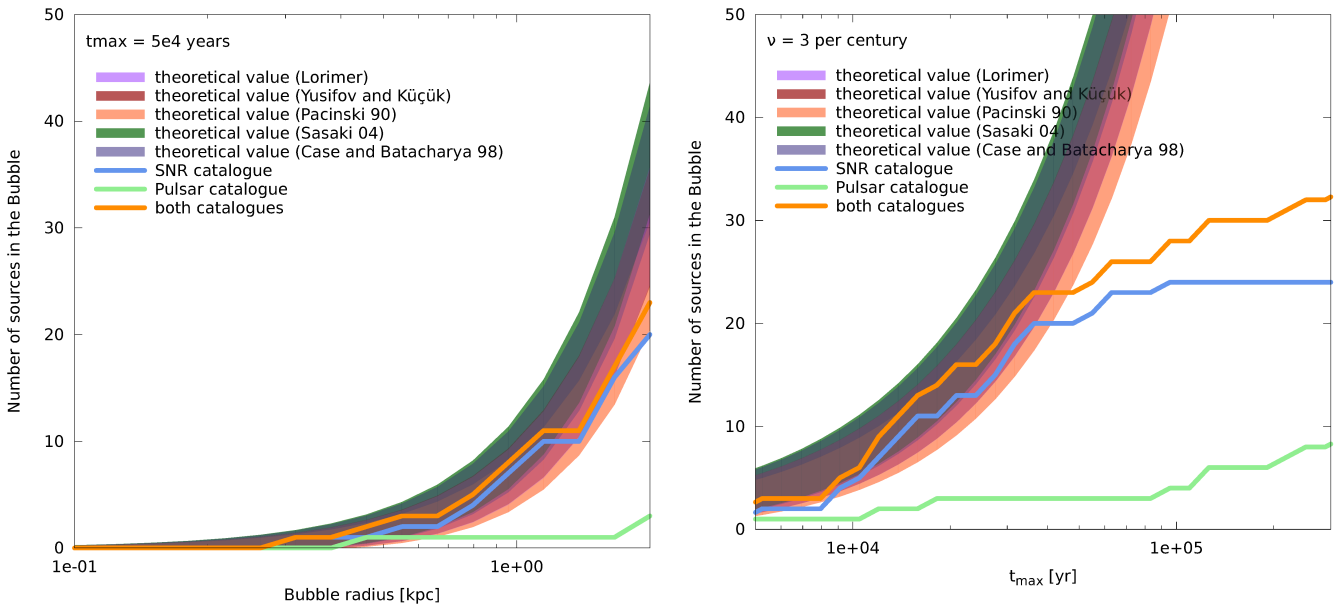 tmax = 5e4 years
theoretical value (Lorimer)
theoretical value (Yusifov and Küçük)
theoretical value (Pacinski 90)
theoretical value (Sasaki 04)
theoretical value (Case and Batacharya 98)
SNR catalogue
Pulsar catalogue
both catalogues
Number of sources in the Bubble
50
40
30
20
10
0
1e-01
1e+00
Bubble radius [kpc]
ν = 3 per century
theoretical value (Lorimer)
theoretical value (Yusifov and Küçük)
theoretical value (Pacinski 90)
theoretical value (Sasaki 04)
theoretical value (Case and Batacharya 98)
SNR catalogue
Pulsar catalogue
both catalogues
Number of sources in the Bubble
50
40
30
20
10
0
1e+04
1e+05
tmax [yr]